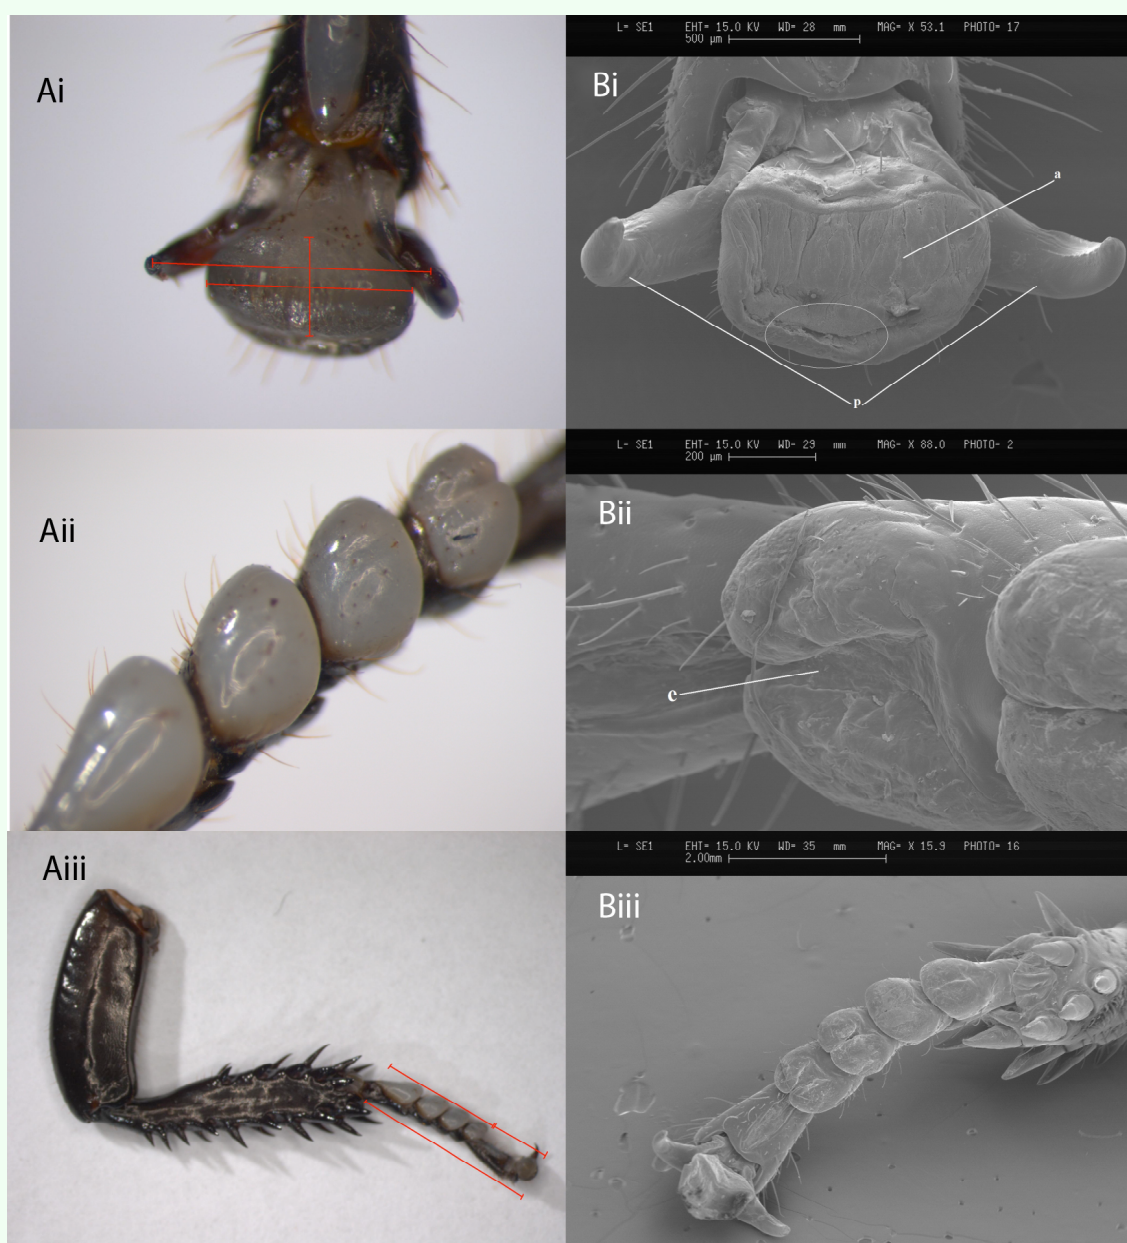 Ai
L= SE1 EHT= 15.0 KV WD= 28 mm MAG= X 53.1 PHOTO= 17
500 µm
Bi
a
p
Aii
L- SE1 EHT- 15.0 KV WD- 29 mm MAG- X 88.0 PHOTO- 2
200 µm
Bii
c
Aiii
L= SE1 EHT= 15.0 KV WD= 35 mm MAG= X 15.9 PHOTO= 16
2.00mm
Biii